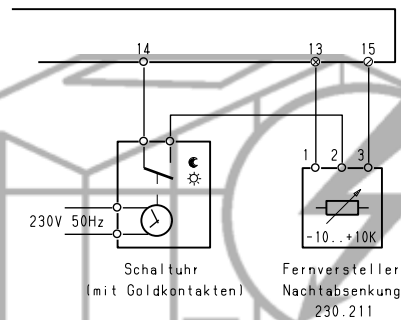 14 13 15
1 2 3
230V 50Hz
-10..+10K
Schaltuhr Fernversteller
(mit Goldkontakten) Nachtabsenkung
230.211